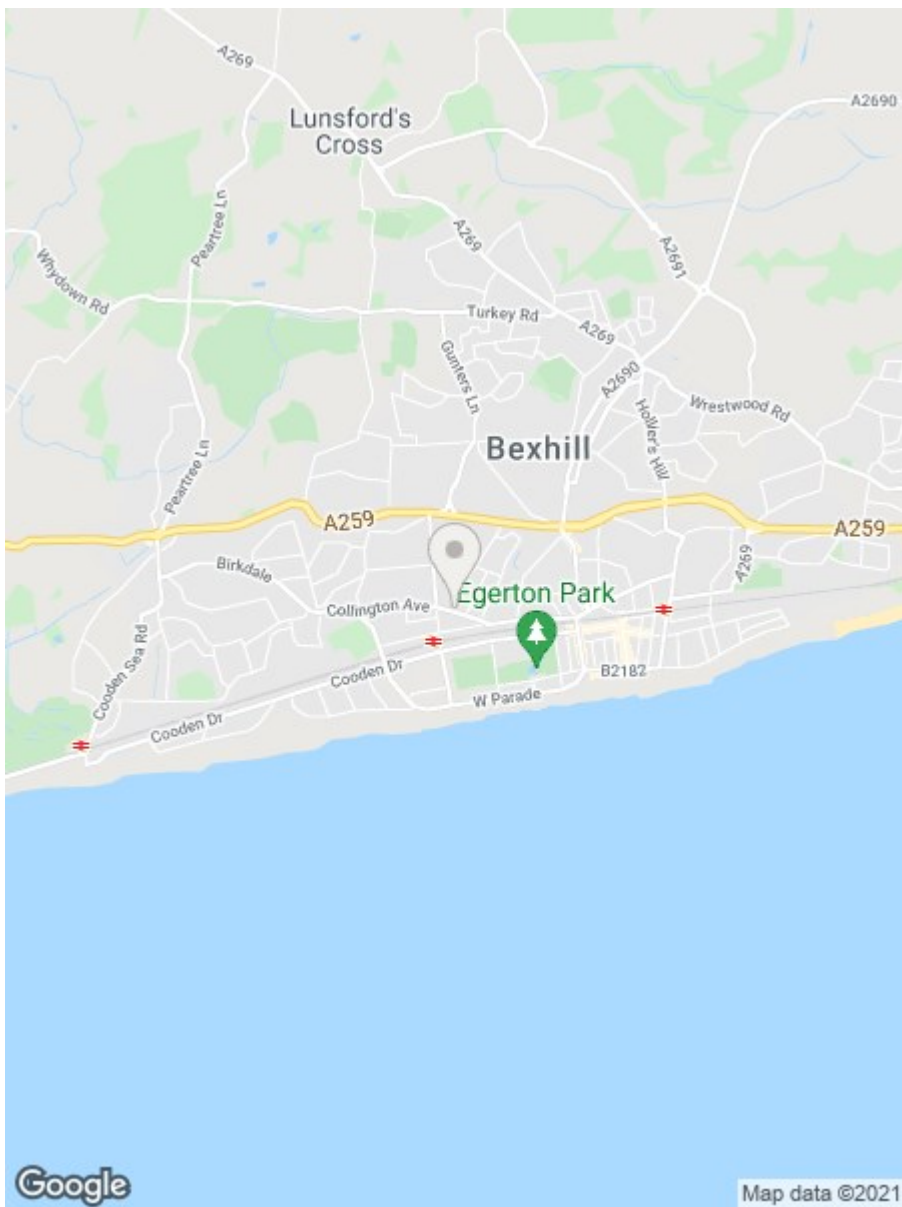 A269
A2690
Lunsford's
Cross
Peartree Ln
A269
A2691
Whydown Rd
Turkey Rd
A269
Gunters Ln
A2690
Wrestwood Rd
Hollier's Hill
Bexhill
Peartree Ln
A259
A259
Birkdale
A269
Collington Ave
Egerton Park
Cooden Sea Rd
Cooden Dr
B2182
W Parade
Cooden Dr
Google
Map data ©2021